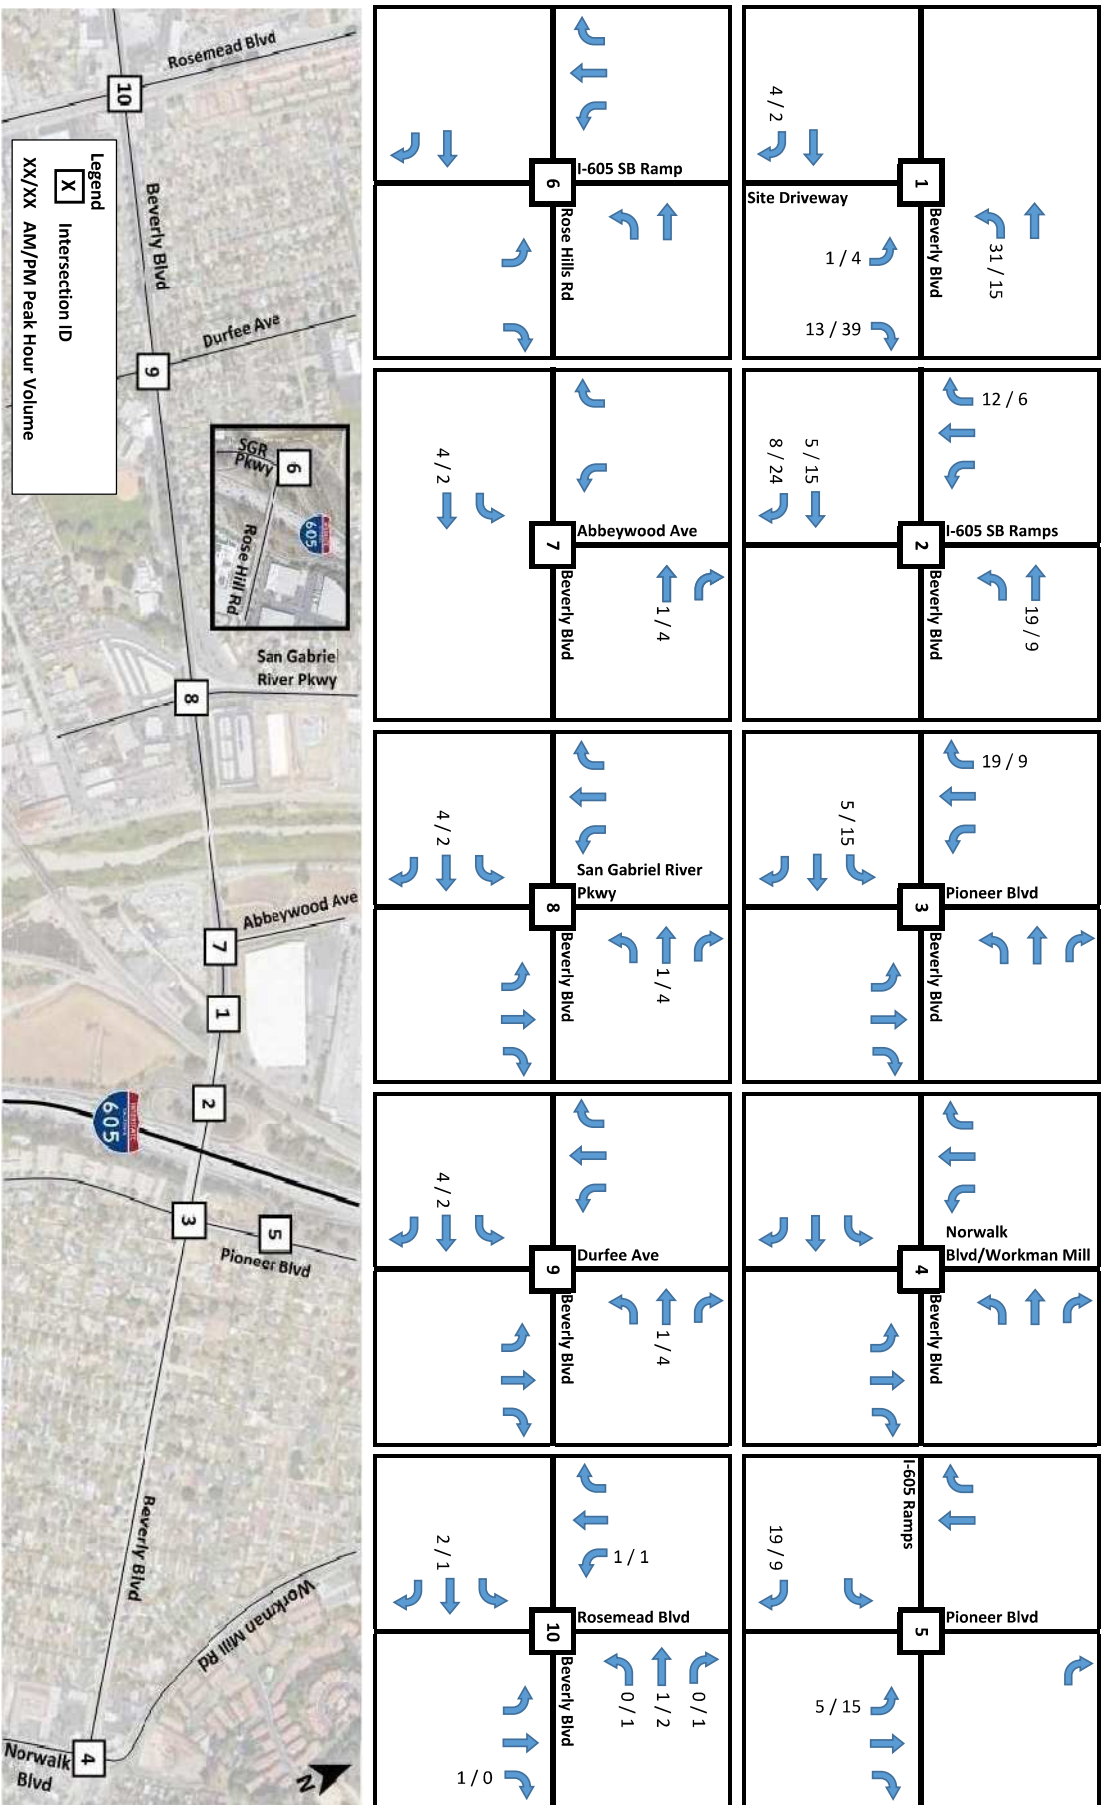 1
Beverly Blvd
Site Driveway
4 / 2
31 / 15
1 / 4
13 / 39
2
I-605 SB Ramps
Beverly Blvd
12 / 6
5 / 15
8 / 24
19 / 9
3
Pioneer Blvd
Beverly Blvd
19 / 9
5 / 15
4
Norwalk
Blvd/Workman Mill
Beverly Blvd
5
Pioneer Blvd
I-605 Ramps
19 / 9
5 / 15
6
I-605 SB Ramp
Rose Hills Rd
7
Abbeywood Ave
Beverly Blvd
4 / 2
1 / 4
8
San Gabriel River
Pkwy
Beverly Blvd
4 / 2
1 / 4
9
Durfee Ave
Beverly Blvd
4 / 2
1 / 4
10
Rosemead Blvd
Beverly Blvd
1 / 1
2 / 1
0 / 1
1 / 2
0 / 1
1 / 0
Rosemead Blvd
10
Beverly Blvd
Durfee Ave
9
SGR
Pkwy
6
605
Rose Hill Rd
San Gabriel
River Pkwy
8
Abbeywood Ave
7
1
2
INTERSTATE
605
3
5
Pioneer Blvd
Beverly Blvd
Workman Mill Rd
4
Norwalk
Blvd
N
Legend
X Intersection ID
XX/XX AM/PM Peak Hour Volume